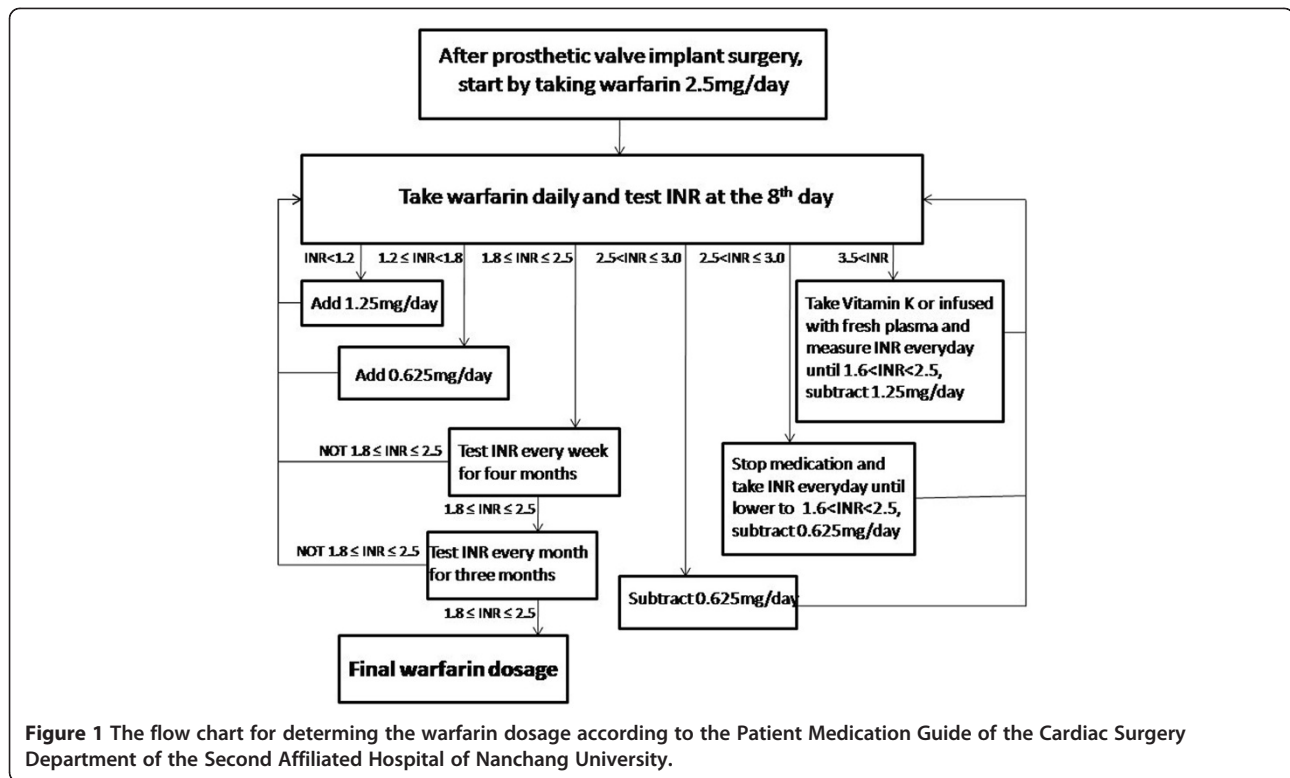 After prosthetic valve implant surgery,
start by taking warfarin 2.5mg/day
Take warfarin daily and test INR at the 8th day
INR<1.2
1.2 ≤ INR<1.8
1.8 ≤ INR ≤ 2.5
2.5<INR ≤ 3.0
2.5<INR ≤ 3.0
3.5<INR
Add 1.25mg/day
Add 0.625mg/day
Take Vitamin K or infused
with fresh plasma and
measure INR everyday
until 1.6<INR<2.5,
subtract 1.25mg/day
NOT 1.8 ≤ INR ≤ 2.5
Test INR every week
for four months
Stop medication and
take INR everyday until
lower to 1.6<INR<2.5,
subtract 0.625mg/day
1.8 ≤ INR ≤ 2.5
NOT 1.8 ≤ INR ≤ 2.5
Test INR every month
for three months
Subtract 0.625mg/day
1.8 ≤ INR ≤ 2.5
Final warfarin dosage
Figure 1 The flow chart for determing the warfarin dosage according to the Patient Medication Guide of the Cardiac Surgery
Department of the Second Affiliated Hospital of Nanchang University.